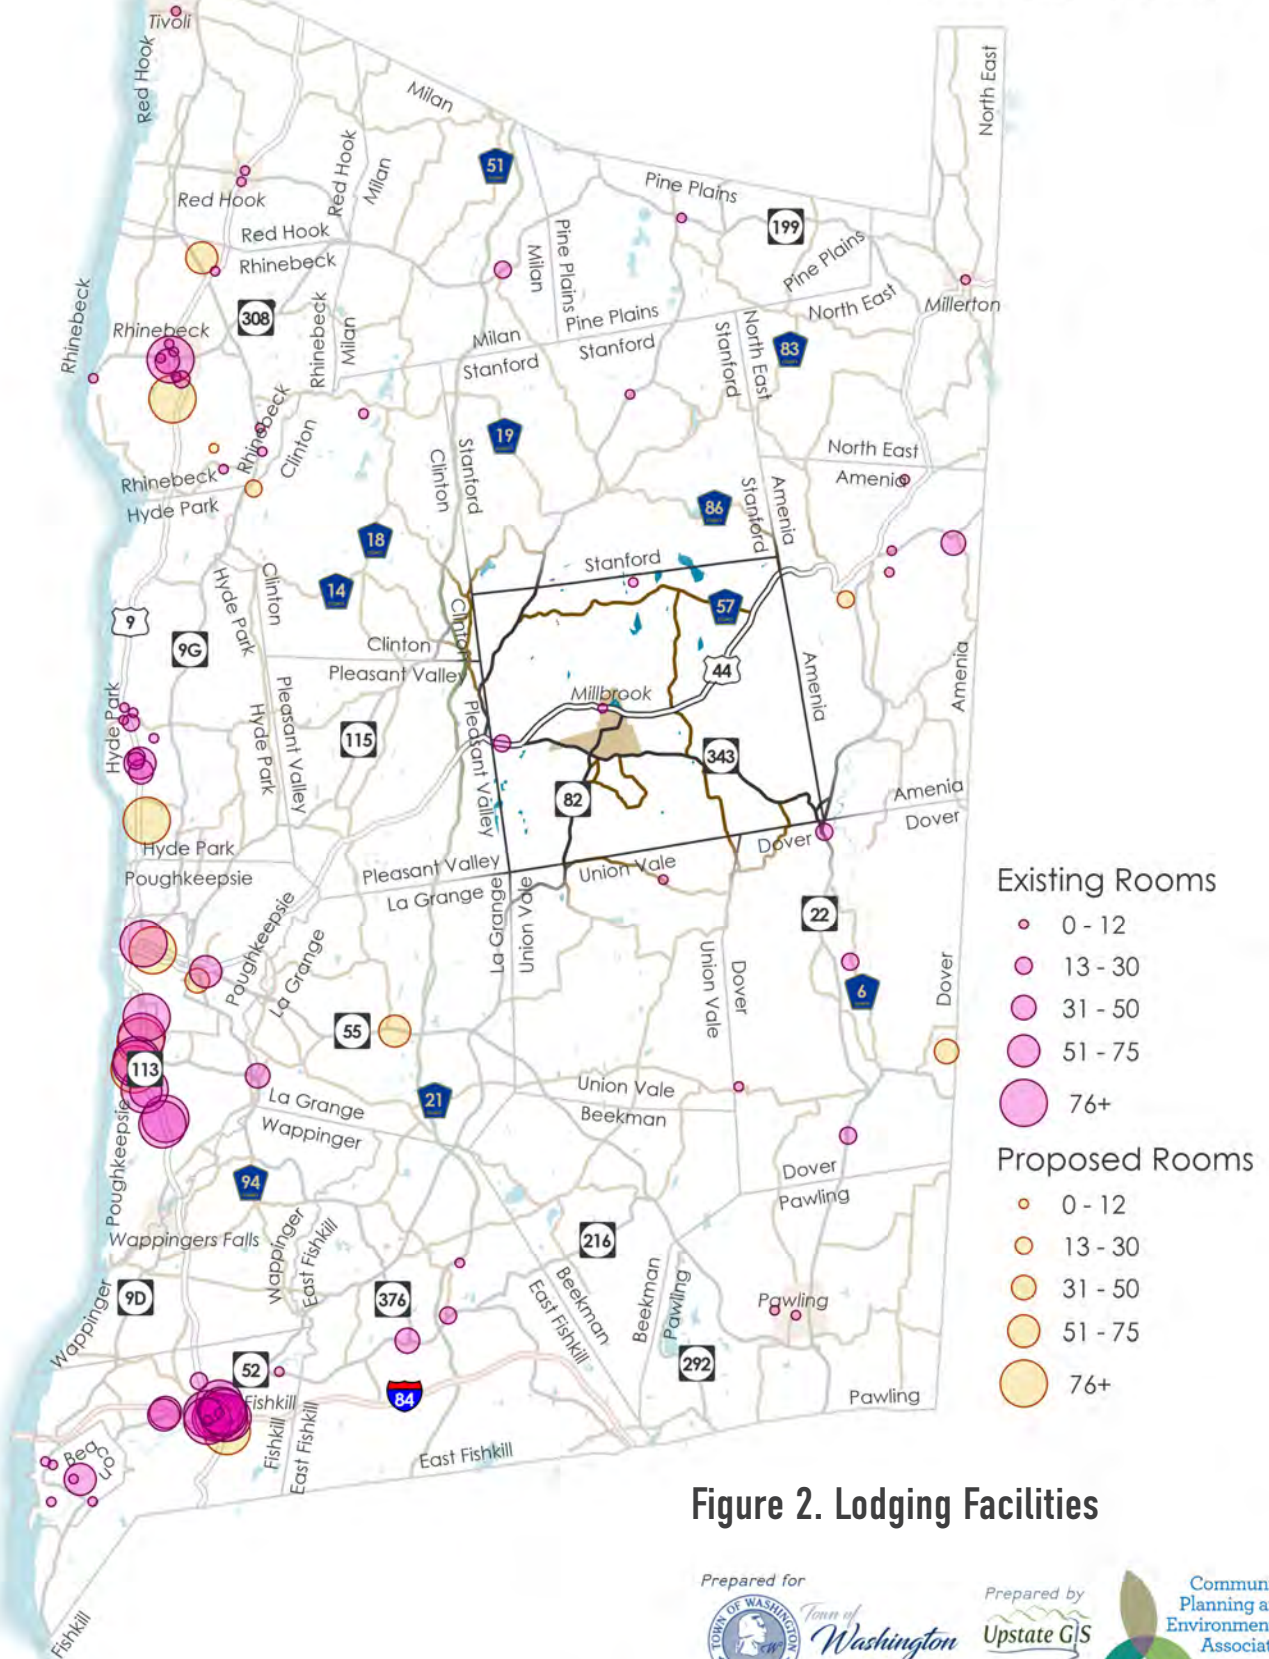 Tivoli
Red Hook
Milan
North East
51
Red Hook
Milan
Pine Plains
Red Hook
199
Red Hook
Rhinebeck
Milan
Pine Plains
Pine Plains
308
Rhinebeck
Rhinebeck
Rhinebeck
Milan
Milan
Stanford
Pine Plains
Stanford
North East
Millerton
Stanford
North East
83
Rhinebeck
Clinton
19
Clinton
Stanford
North East
Amenia
Rhinebeck
Hyde Park
86
Stanford
Amenia
18
14
Stanford
57
9
9G
Hyde Park
Clinton
Clinton
Clinton
Pleasant Valley
44
Millbrook
Amenia
Amenia
Hyde Park
Hyde Park
Pleasant Valley
115
Pleasant Valley
343
82
Amenia
Dover
Hyde Park
Poughkeepsie
Pleasant Valley
La Grange
Union Vale
Dover
La Grange
Union Vale
22
Poughkeepsie
La Grange
Union Vale
Dover
6
Dover
55
113
21
La Grange
Wappinger
Union Vale
Beekman
Poughkeepsie
94
Dover
Pawling
Wappingers Falls
Wappinger
East Fishkill
216
9D
Wappinger
376
Beekman
East Fishkill
Beekman
Pawling
Pawling
52
292
84
Fishkill
Fishkill
East Fishkill
East Fishkill
Pawling
Beacon
Fishkill
Existing Rooms
0 - 12
13 - 30
31 - 50
51 - 75
76+
Proposed Rooms
0 - 12
13 - 30
31 - 50
51 - 75
76+
Figure 2. Lodging Facilities
Prepared for
TOWN OF WASHINGTON
Town of
Washington
Prepared by
Upstate GIS
Commun
Planning a
Environmen
Associat